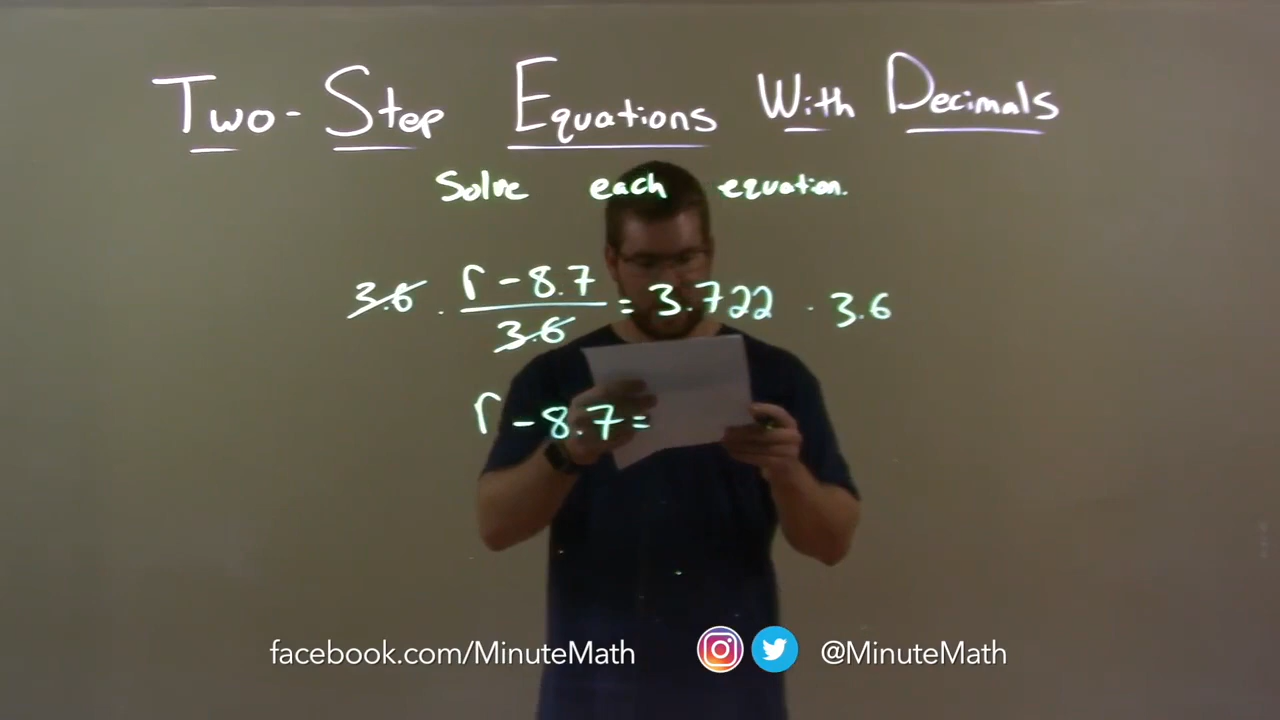 Two-Step Equations With Decimals
Solve each equation.
3.6 · r - 8.7 / 3.6 = 3.722 · 3.6
r - 8.7 =
facebook.com/MinuteMath @MinuteMath